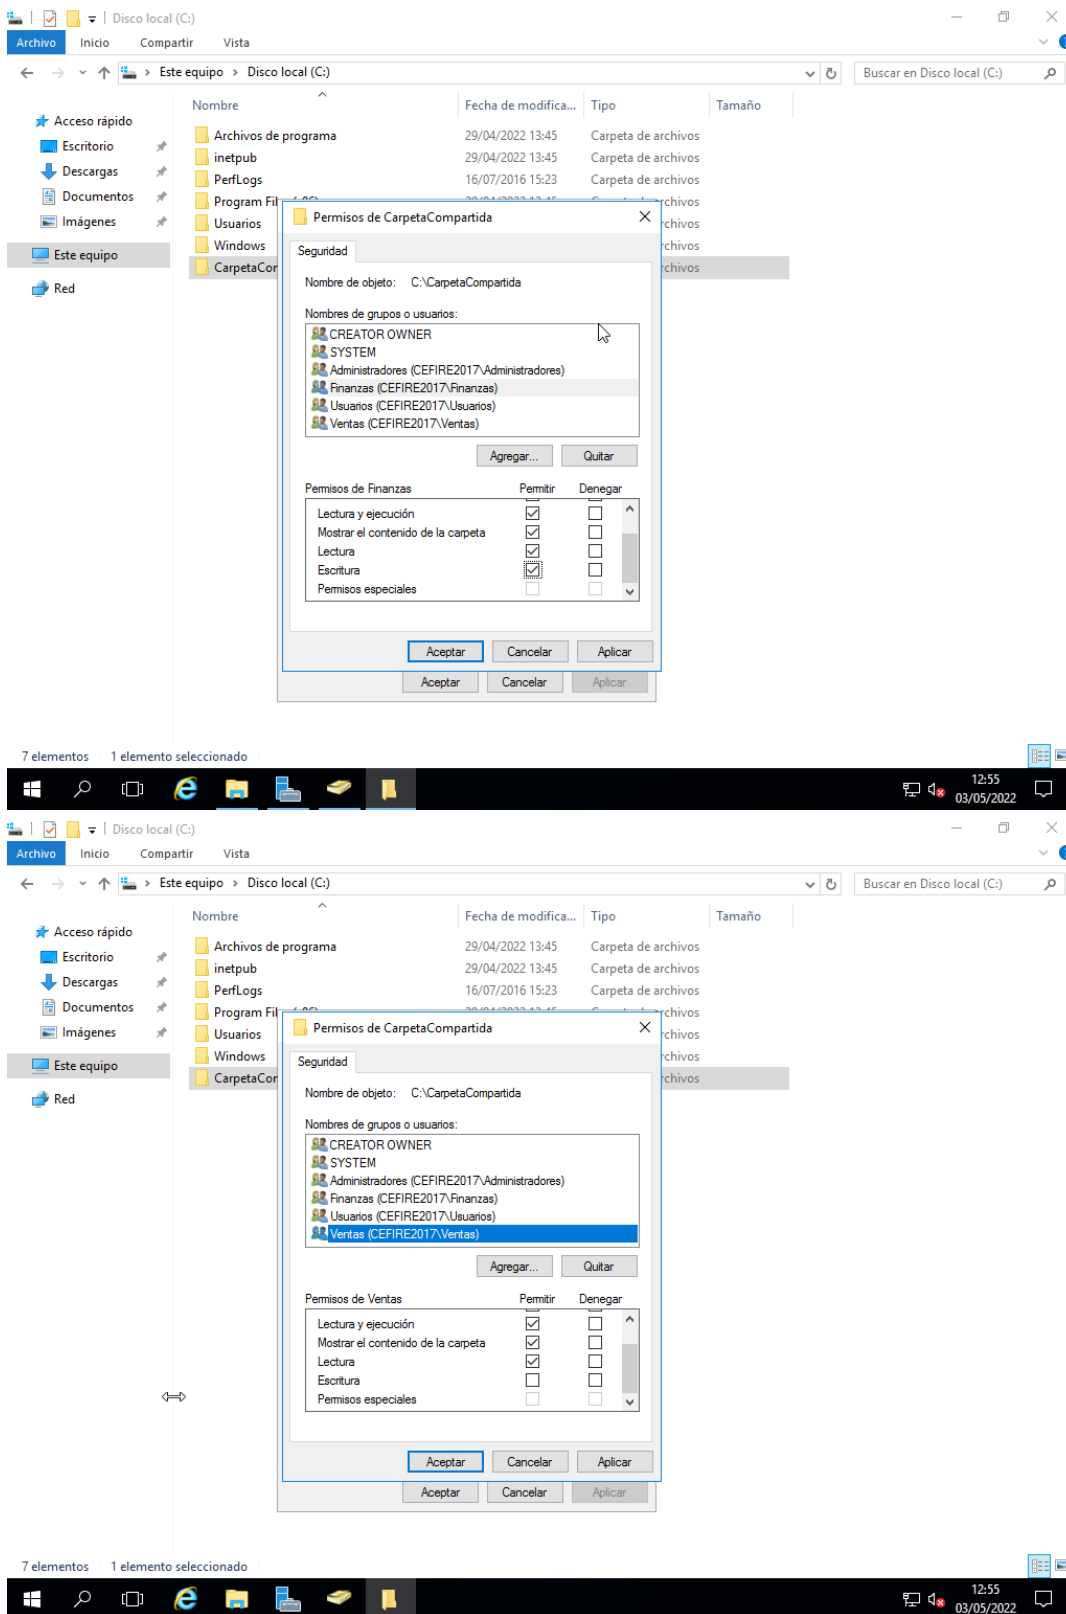 Disco local (C:)
Archivo Inicio Compartir Vista
Este equipo > Disco local (C:) Buscar en Disco local (C:)
Nombre Fecha de modifica... Tipo Tamaño
Acceso rápido
Escritorio
Descargas
Documentos
Imágenes
Este equipo
Red
Archivos de programa 29/04/2022 13:45 Carpeta de archivos
inetpub 29/04/2022 13:45 Carpeta de archivos
PerfLogs 16/07/2016 15:23 Carpeta de archivos
Program Fil
Usuarios rchivos
Windows rchivos
CarpetaCor rchivos
Permisos de CarpetaCompartida
Seguridad
Nombre de objeto: C:\CarpetaCompartida
Nombres de grupos o usuarios:
CREATOR OWNER
SYSTEM
Administradores (CEFIRE2017\Administradores)
Finanzas (CEFIRE2017\Finanzas)
Usuarios (CEFIRE2017\Usuarios)
Ventas (CEFIRE2017\Ventas)
Agregar... Quitar
Permisos de Finanzas Permitir Denegar
Lectura y ejecución
Mostrar el contenido de la carpeta
Lectura
Escritura
Permisos especiales
Aceptar Cancelar Aplicar
Aceptar Cancelar Aplicar
7 elementos 1 elemento seleccionado
12:55
03/05/2022
Disco local (C:)
Archivo Inicio Compartir Vista
Este equipo > Disco local (C:) Buscar en Disco local (C:)
Nombre Fecha de modifica... Tipo Tamaño
Acceso rápido
Escritorio
Descargas
Documentos
Imágenes
Este equipo
Red
Archivos de programa 29/04/2022 13:45 Carpeta de archivos
inetpub 29/04/2022 13:45 Carpeta de archivos
PerfLogs 16/07/2016 15:23 Carpeta de archivos
Program Fil
Usuarios rchivos
Windows rchivos
CarpetaCor rchivos
Permisos de CarpetaCompartida
Seguridad
Nombre de objeto: C:\CarpetaCompartida
Nombres de grupos o usuarios:
CREATOR OWNER
SYSTEM
Administradores (CEFIRE2017\Administradores)
Finanzas (CEFIRE2017\Finanzas)
Usuarios (CEFIRE2017\Usuarios)
Ventas (CEFIRE2017\Ventas)
Agregar... Quitar
Permisos de Ventas Permitir Denegar
Lectura y ejecución
Mostrar el contenido de la carpeta
Lectura
Escritura
Permisos especiales
Aceptar Cancelar Aplicar
Aceptar Cancelar Aplicar
7 elementos 1 elemento seleccionado
12:55
03/05/2022